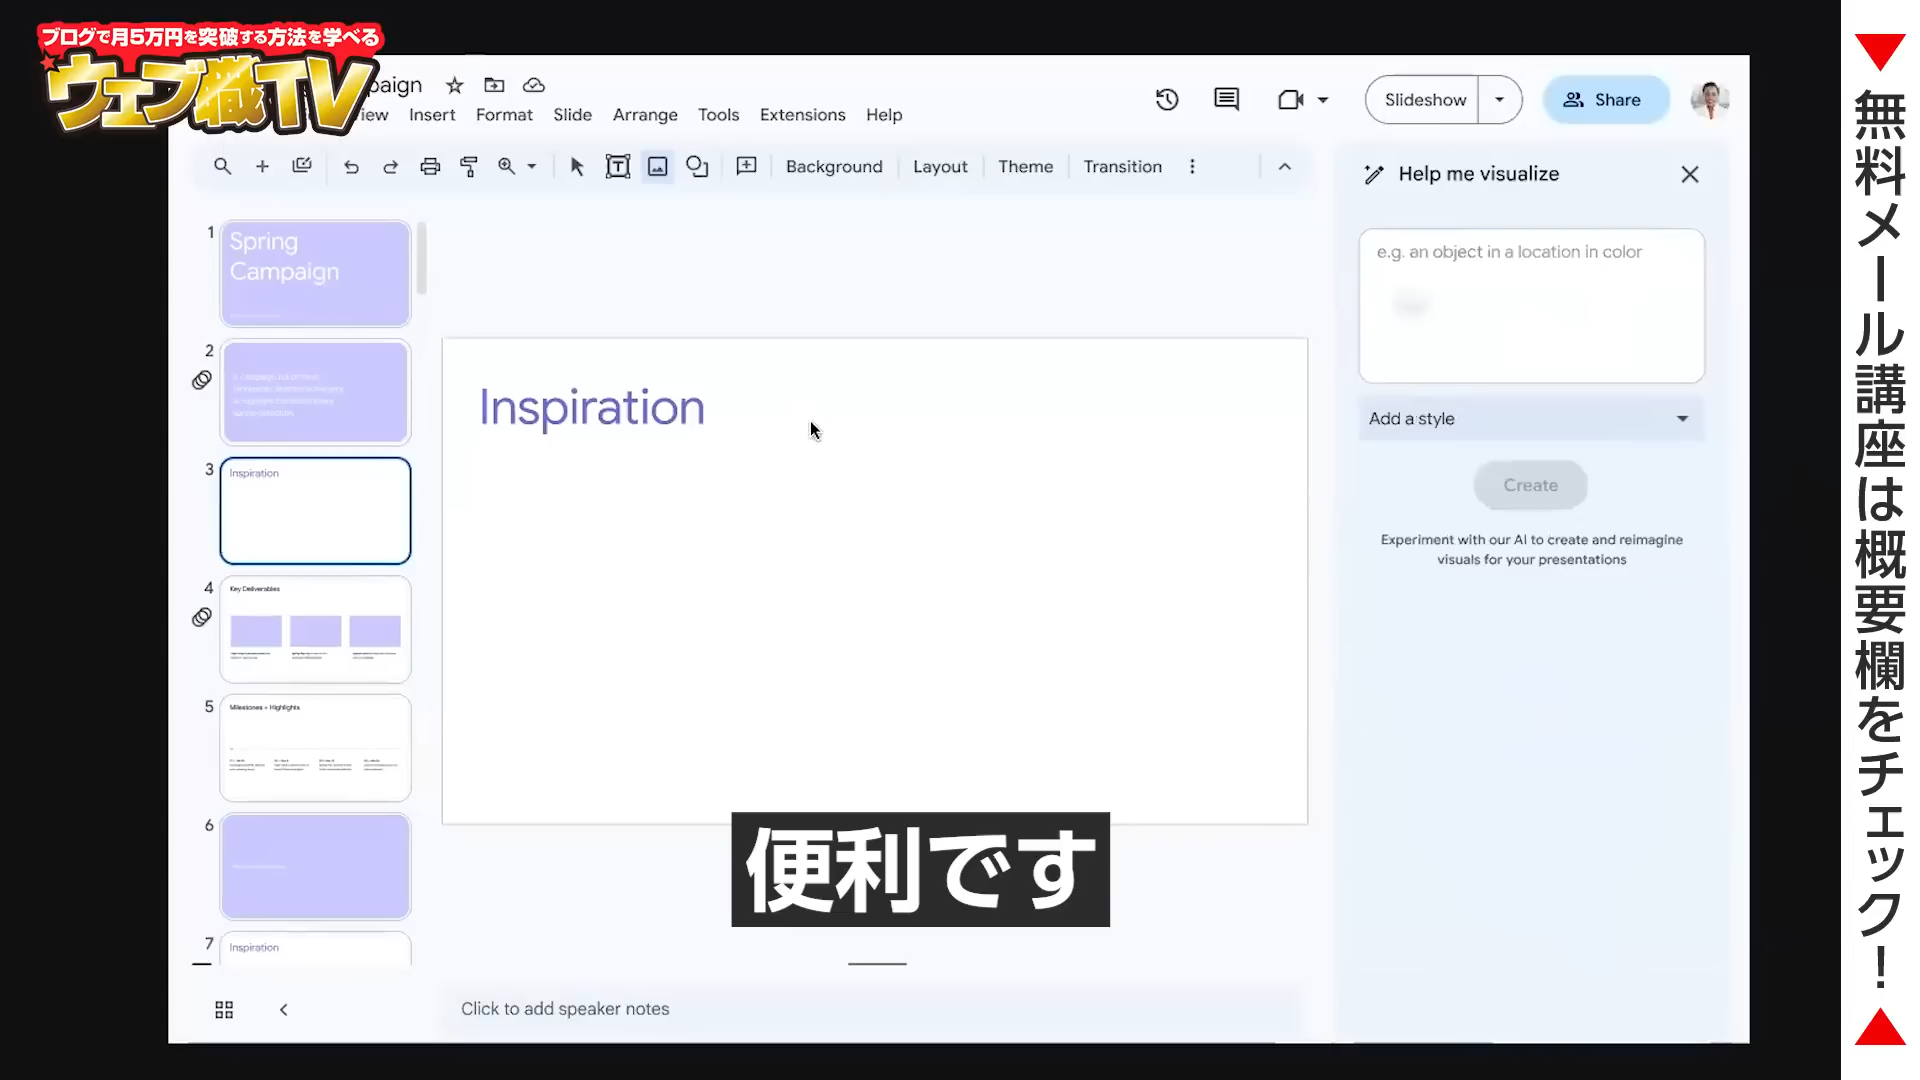 ブログで月5万円を突破する方法を学べる
ウェブ職TV
paign
iew Insert Format Slide Arrange Tools Extensions Help
Slideshow
Share
Background Layout Theme Transition
Help me visualize
e.g. an object in a location in color
Add a style
Create
Experiment with our AI to create and reimagine
visuals for your presentations
1
Spring
Campaign
2
3
Inspiration
4
Key Deliverables
5
Milestones + Highlights
6
7
Inspiration
Inspiration
便利です
Click to add speaker notes
無料メール講座は概要欄をチェック!